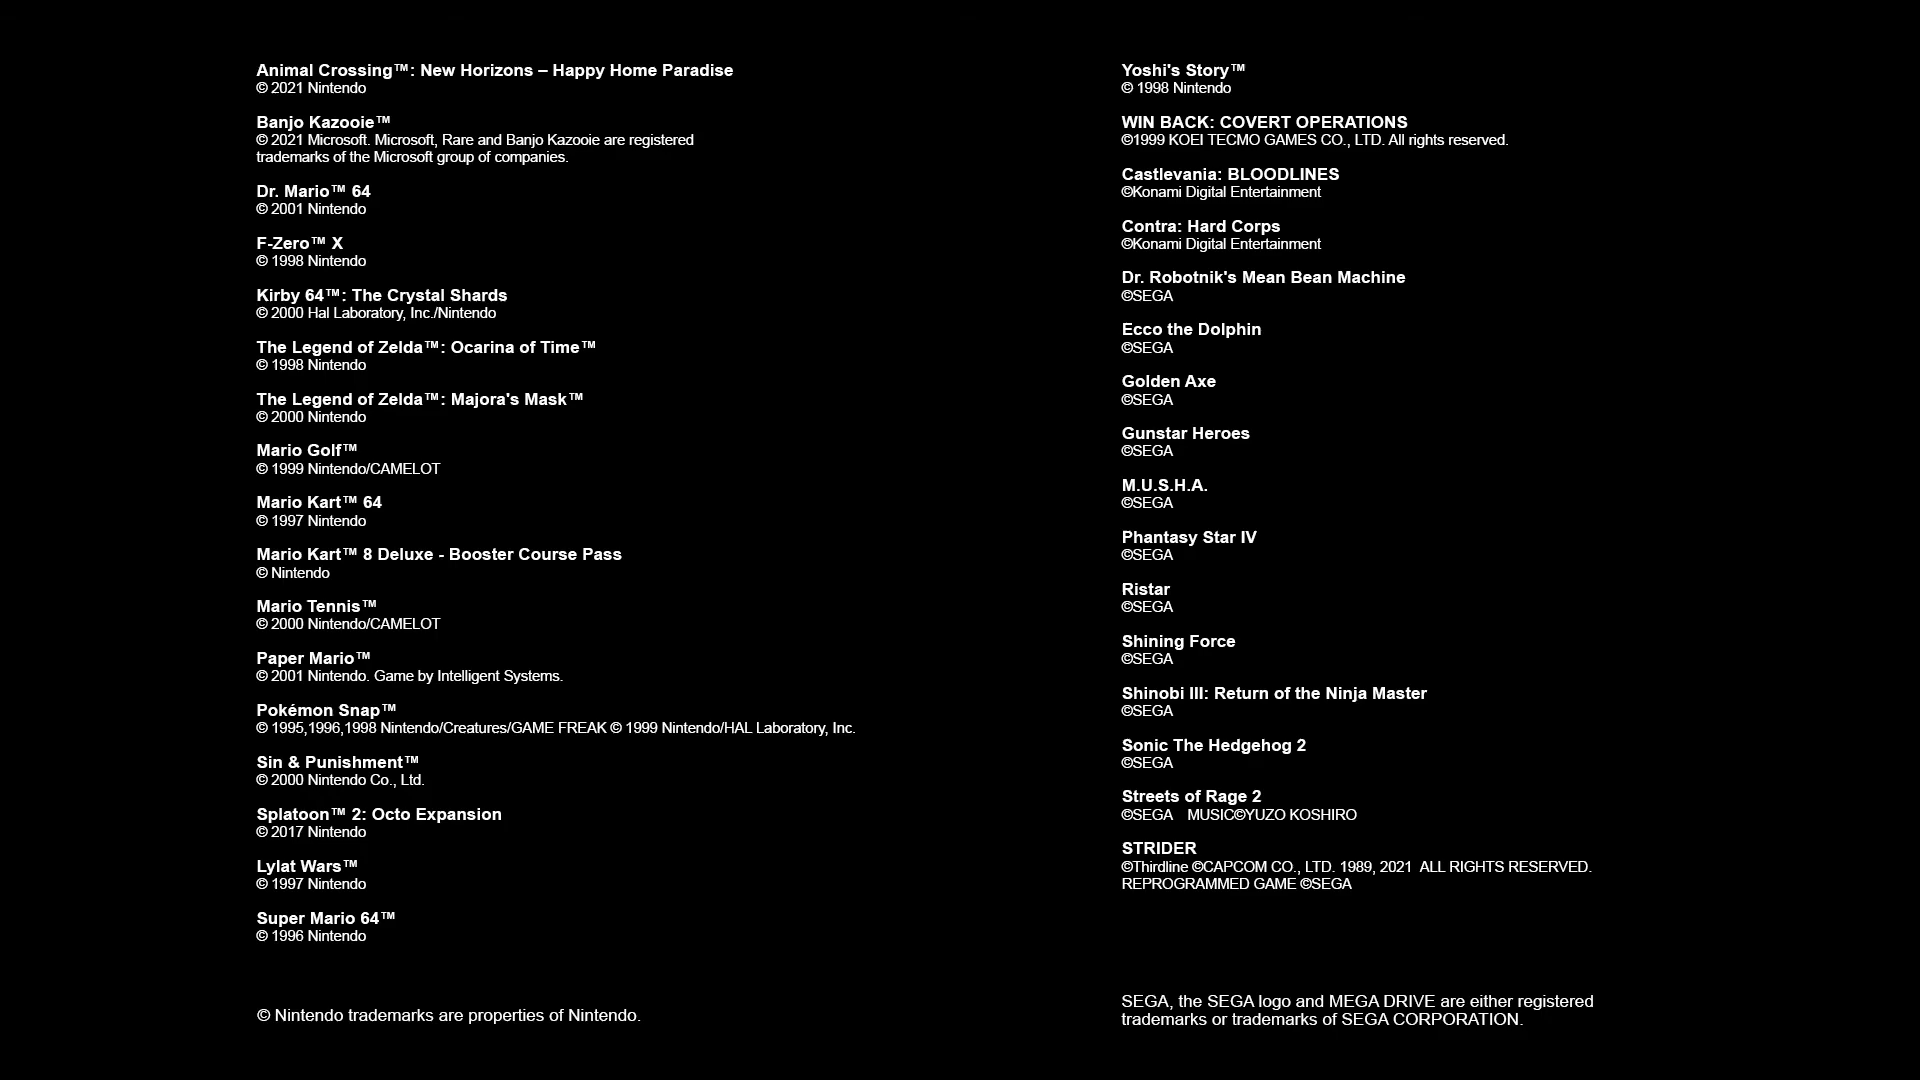 Animal Crossing™: New Horizons – Happy Home Paradise
© 2021 Nintendo
Banjo Kazooie™
© 2021 Microsoft. Microsoft, Rare and Banjo Kazooie are registered
trademarks of the Microsoft group of companies.
Dr. Mario™ 64
© 2001 Nintendo
F-Zero™ X
© 1998 Nintendo
Kirby 64™: The Crystal Shards
© 2000 Hal Laboratory, Inc./Nintendo
The Legend of Zelda™: Ocarina of Time™
© 1998 Nintendo
The Legend of Zelda™: Majora's Mask™
© 2000 Nintendo
Mario Golf™
© 1999 Nintendo/CAMELOT
Mario Kart™ 64
© 1997 Nintendo
Mario Kart™ 8 Deluxe - Booster Course Pass
© Nintendo
Mario Tennis™
© 2000 Nintendo/CAMELOT
Paper Mario™
© 2001 Nintendo. Game by Intelligent Systems.
Pokémon Snap™
© 1995,1996,1998 Nintendo/Creatures/GAME FREAK © 1999 Nintendo/HAL Laboratory, Inc.
Sin & Punishment™
© 2000 Nintendo Co., Ltd.
Splatoon™ 2: Octo Expansion
© 2017 Nintendo
Lylat Wars™
© 1997 Nintendo
Super Mario 64™
© 1996 Nintendo
© Nintendo trademarks are properties of Nintendo.
Yoshi's Story™
© 1998 Nintendo
WIN BACK: COVERT OPERATIONS
©1999 KOEI TECMO GAMES CO., LTD. All rights reserved.
Castlevania: BLOODLINES
©Konami Digital Entertainment
Contra: Hard Corps
©Konami Digital Entertainment
Dr. Robotnik's Mean Bean Machine
©SEGA
Ecco the Dolphin
©SEGA
Golden Axe
©SEGA
Gunstar Heroes
©SEGA
M.U.S.H.A.
©SEGA
Phantasy Star IV
©SEGA
Ristar
©SEGA
Shining Force
©SEGA
Shinobi III: Return of the Ninja Master
©SEGA
Sonic The Hedgehog 2
©SEGA
Streets of Rage 2
©SEGA MUSIC©YUZO KOSHIRO
STRIDER
©Thirdline ©CAPCOM CO., LTD. 1989, 2021 ALL RIGHTS RESERVED.
REPROGRAMMED GAME ©SEGA
SEGA, the SEGA logo and MEGA DRIVE are either registered
trademarks or trademarks of SEGA CORPORATION.